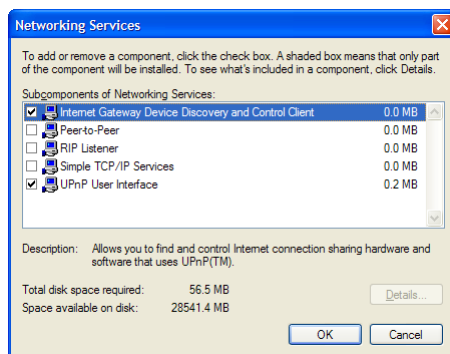 Networking Services
To add or remove a component, click the check box. A shaded box means that only part
of the component will be installed. To see what's included in a component, click Details.
Subcomponents of Networking Services:
Internet Gateway Device Discovery and Control Client 0.0 MB
Peer-to-Peer 0.0 MB
RIP Listener 0.0 MB
Simple TCP/IP Services 0.0 MB
UPnP User Interface 0.2 MB
Description: Allows you to find and control Internet connection sharing hardware and
software that uses UPnP(TM).
Total disk space required: 56.5 MB
Details...
Space available on disk: 28541.4 MB
OK Cancel